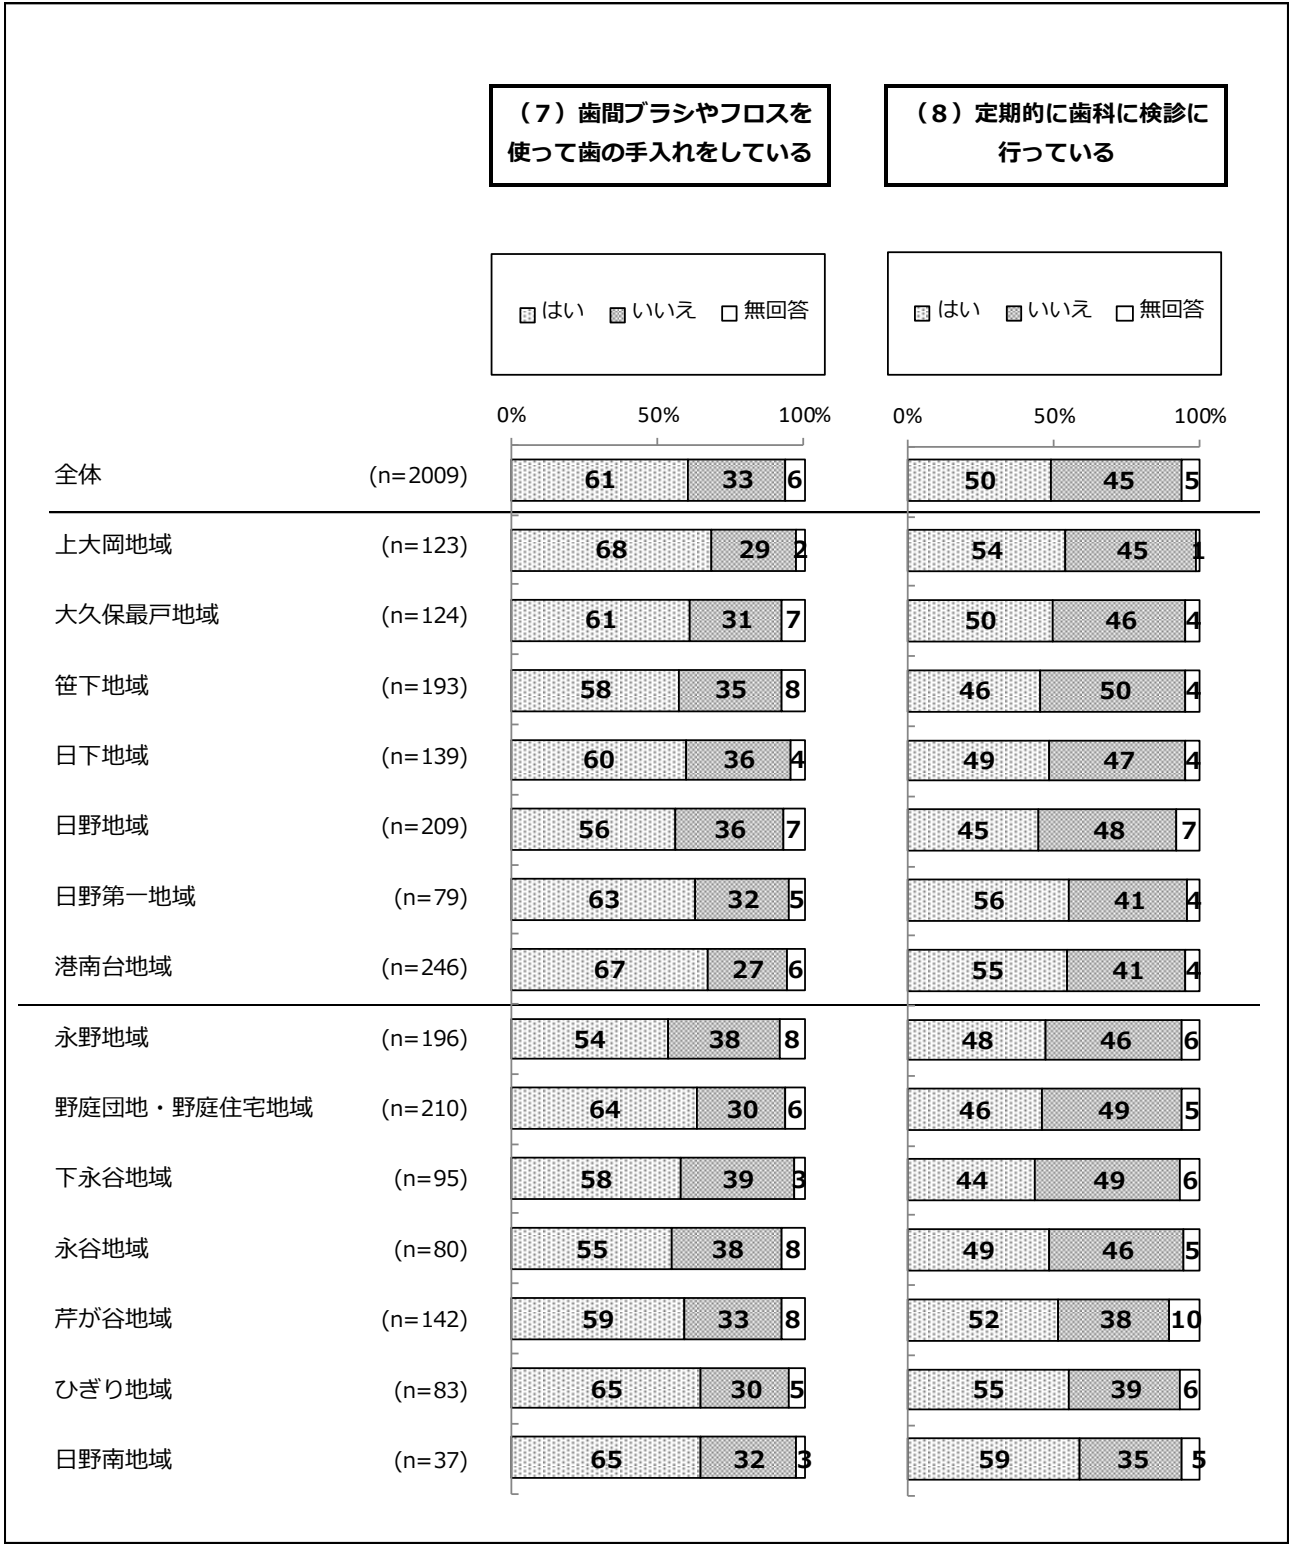 (7)歯間ブラシやフロスを
使って歯の手入れをしている
(8)定期的に歯科に検診に
行っている
はい いいえ 無回答
はい いいえ 無回答
0% 50% 100%
0% 50% 100%
全体 (n=2009) 61 33 6 50 45 5
上大岡地域 (n=123) 68 29 2 54 45 1
大久保最戸地域 (n=124) 61 31 7 50 46 4
笹下地域 (n=193) 58 35 8 46 50 4
日下地域 (n=139) 60 36 4 49 47 4
日野地域 (n=209) 56 36 7 45 48 7
日野第一地域 (n=79) 63 32 5 56 41 4
港南台地域 (n=246) 67 27 6 55 41 4
永野地域 (n=196) 54 38 8 48 46 6
野庭団地・野庭住宅地域 (n=210) 64 30 6 46 49 5
下永谷地域 (n=95) 58 39 3 44 49 6
永谷地域 (n=80) 55 38 8 49 46 5
芹が谷地域 (n=142) 59 33 8 52 38 10
ひぎり地域 (n=83) 65 30 5 55 39 6
日野南地域 (n=37) 65 32 3 59 35 5